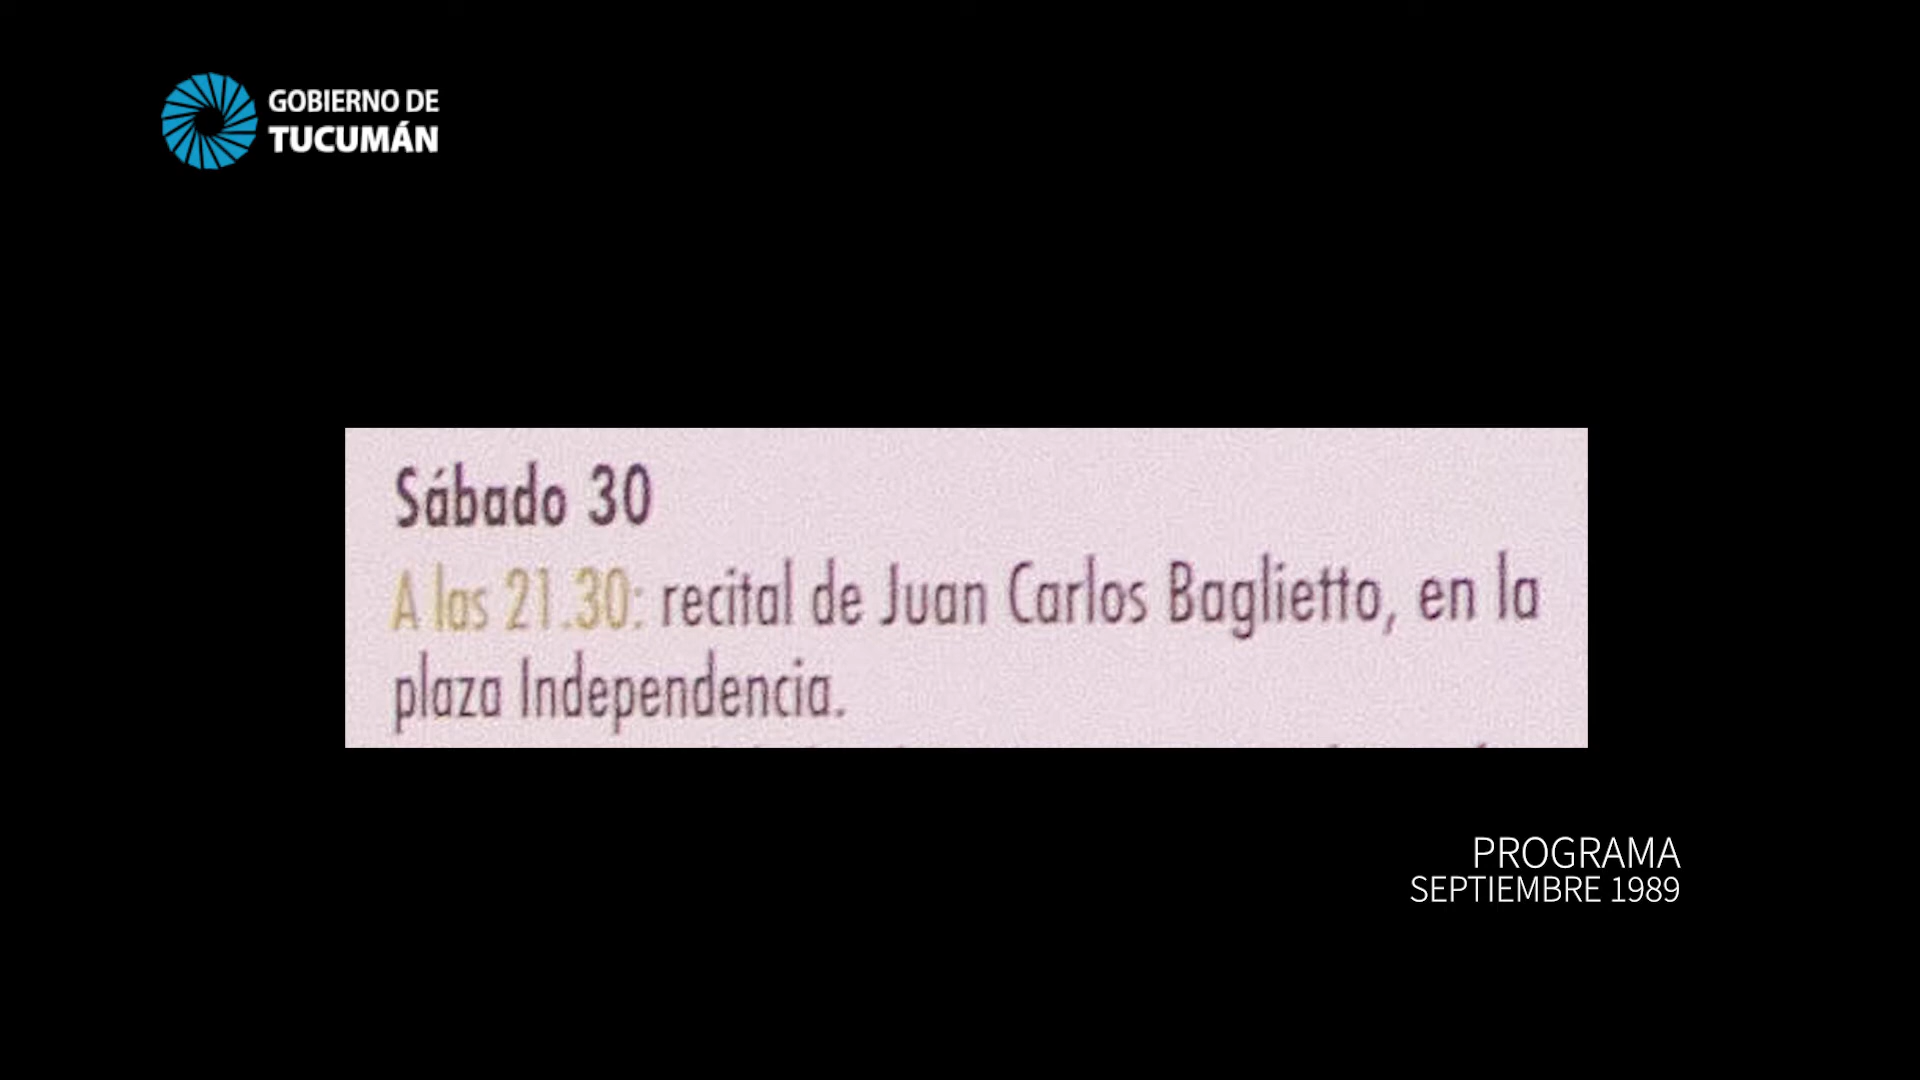 GOBIERNO DE
TUCUMÁN
Sábado 30
A las 21.30: recital de Juan Carlos Baglietto, en la
plaza Independencia.
PROGRAMA
SEPTIEMBRE 1989